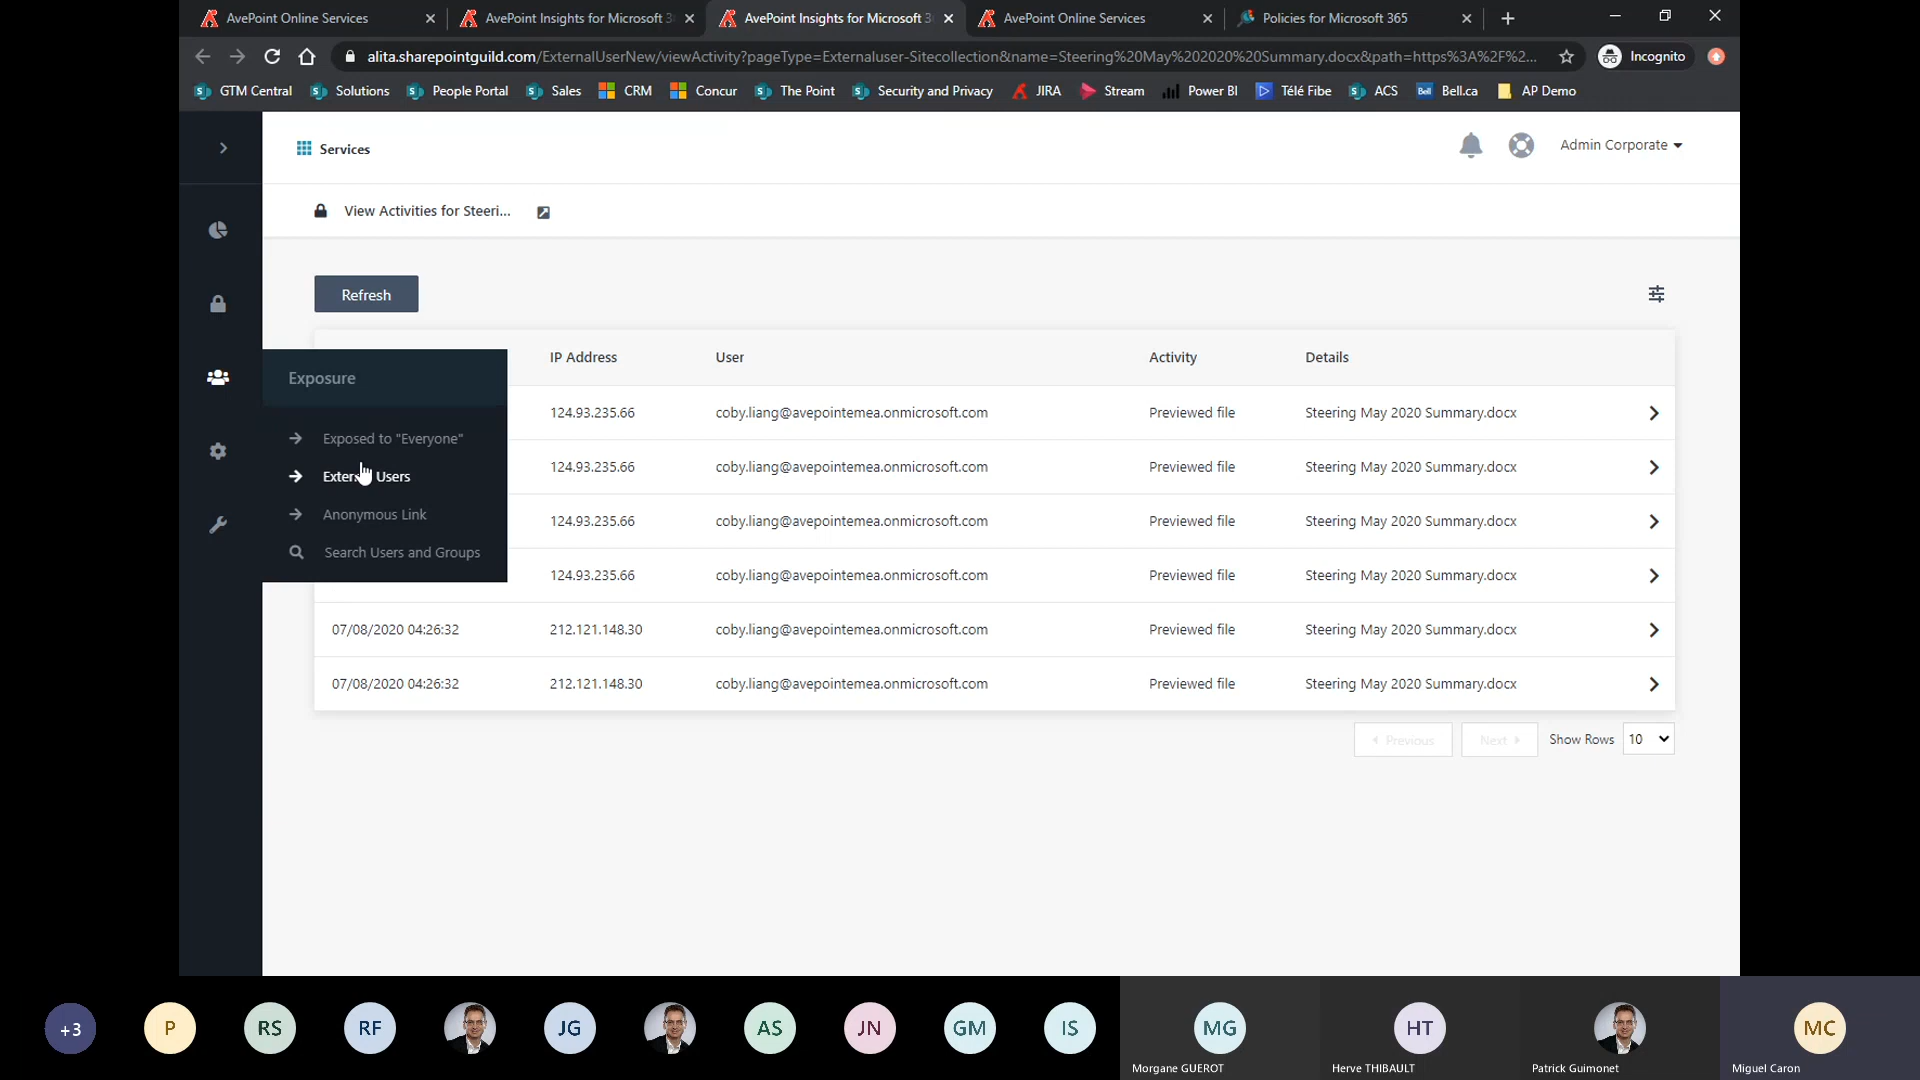 AvePoint Online Services
AvePoint Insights for Microsoft 3
AvePoint Insights for Microsoft 3
AvePoint Online Services
Policies for Microsoft 365
alita.sharepointguild.com/ExternalUserNew/viewActivity?pageType=Externaluser-Sitecollection&name=Steering%20May%202020%20Summary.docx&path=https%3A%2F%2...
Incognito
GTM Central Solutions People Portal Sales CRM Concur The Point Security and Privacy JIRA Stream Power BI Télé Fibe ACS Bell.ca AP Demo
Services
Admin Corporate
View Activities for Steeri...
Refresh
IP Address User Activity Details
Exposure
124.93.235.66 coby.liang@avepointemea.onmicrosoft.com Previewed file Steering May 2020 Summary.docx
Exposed to "Everyone"
124.93.235.66 coby.liang@avepointemea.onmicrosoft.com Previewed file Steering May 2020 Summary.docx
Users
Anonymous Link
124.93.235.66 coby.liang@avepointemea.onmicrosoft.com Previewed file Steering May 2020 Summary.docx
Search Users and Groups
124.93.235.66 coby.liang@avepointemea.onmicrosoft.com Previewed file Steering May 2020 Summary.docx
07/08/2020 04:26:32 212.121.148.30 coby.liang@avepointemea.onmicrosoft.com Previewed file Steering May 2020 Summary.docx
07/08/2020 04:26:32 212.121.148.30 coby.liang@avepointemea.onmicrosoft.com Previewed file Steering May 2020 Summary.docx
Previous Next Show Rows 10
+3 P RS RF JG AS JN GM IS MG HT MC
Morgane GUEROT Herve THIBAULT Patrick Guimonet Miguel Caron